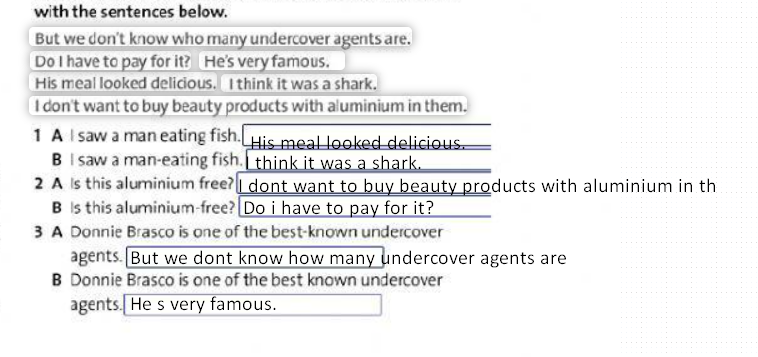 with the sentences below.
But we don't know who many undercover agents are.
Do I have to pay for it? He's very famous.
His meal looked delicious. I think it was a shark.
I don't want to buy beauty products with aluminium in them.
1 A I saw a man eating fish. His meal looked delicious.
B I saw a man-eating fish. I think it was a shark.
2 A Is this aluminium free? I dont want to buy beauty products with aluminium in th
B Is this aluminium-free? Do i have to pay for it?
3 A Donnie Brasco is one of the best-known undercover
agents. But we dont know how many undercover agents are
B Donnie Brasco is one of the best known undercover
agents. He s very famous.